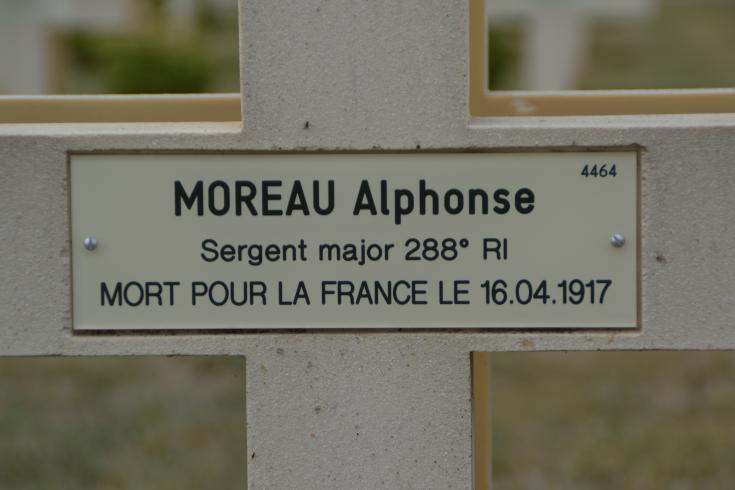 4464
MOREAU Alphonse
Sergent major 288° RI
MORT POUR LA FRANCE LE 16.04.1917